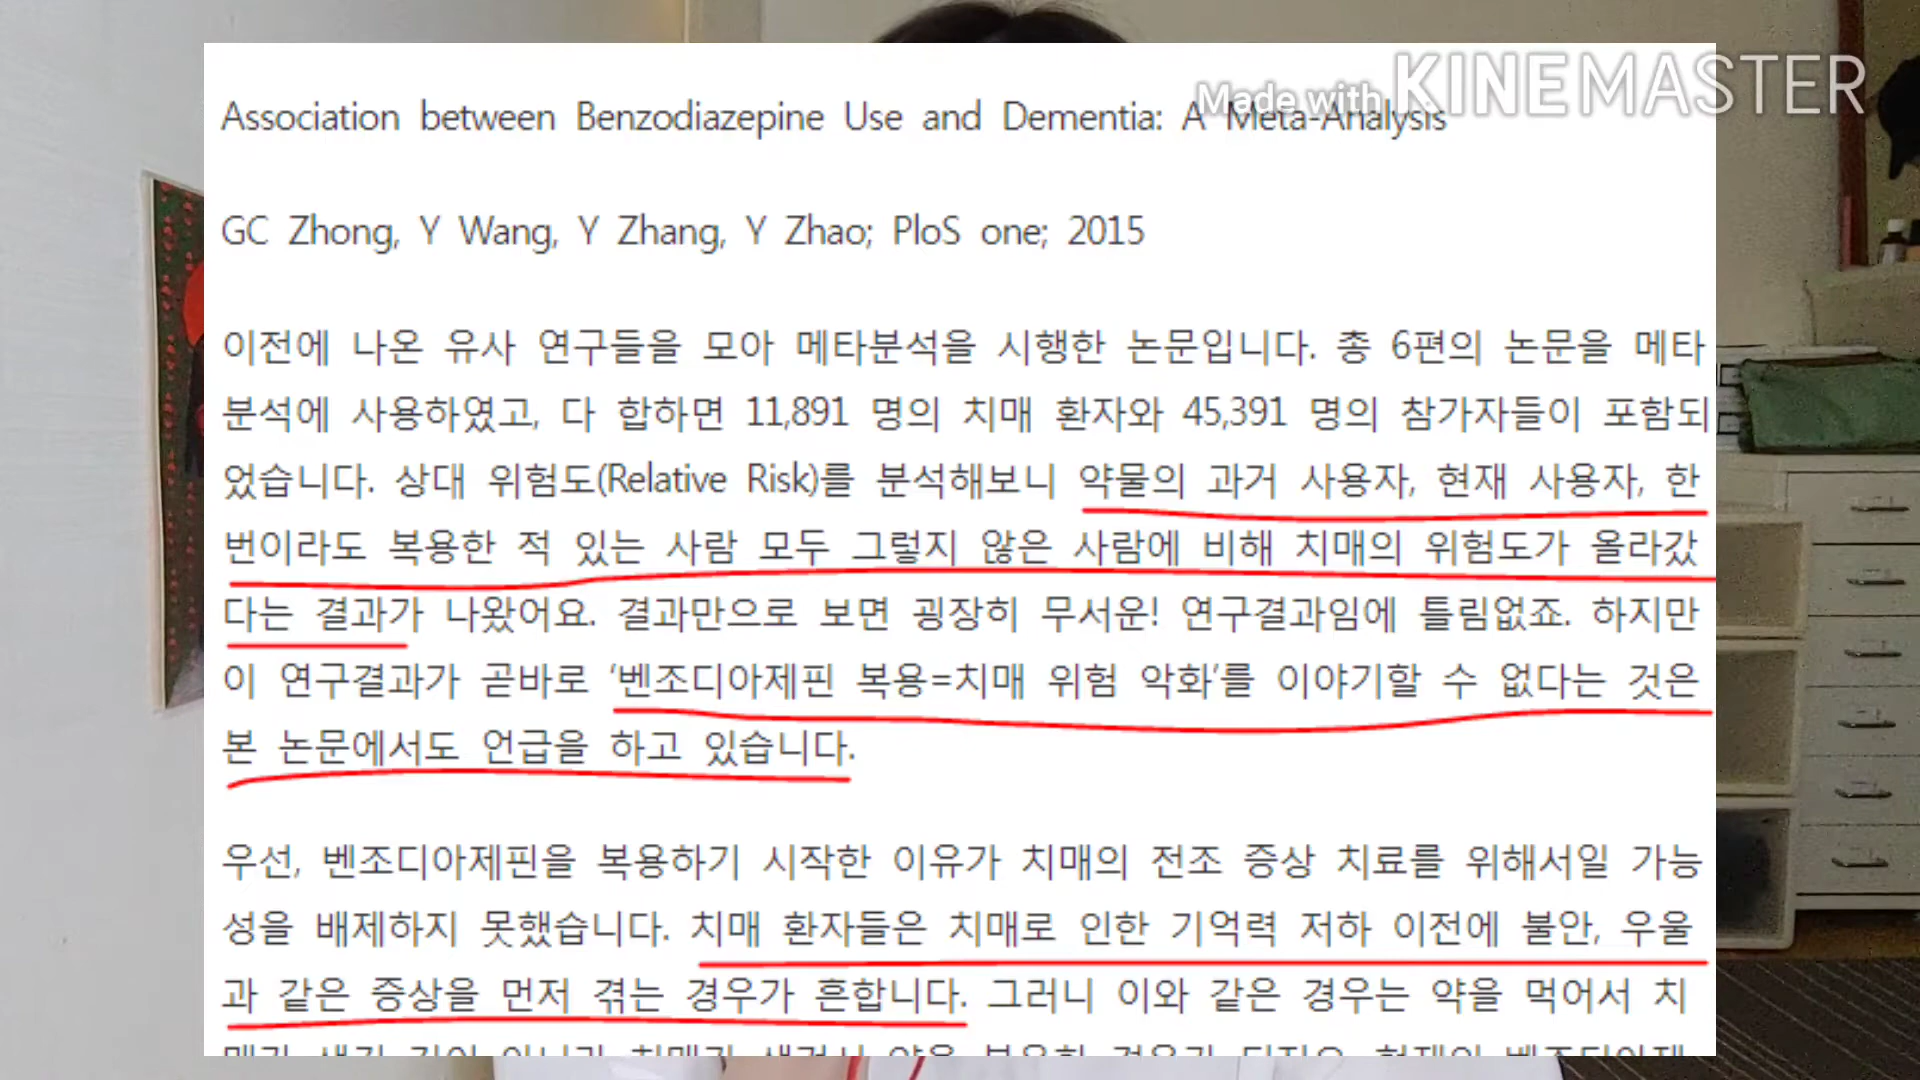 Made with KINEMASTER
Association between Benzodiazepine Use and Dementia: A Meta-Analysis
GC Zhong, Y Wang, Y Zhang, Y Zhao; PloS one; 2015
이전에 나온 유사 연구들을 모아 메타분석을 시행한 논문입니다. 총 6편의 논문을 메타
분석에 사용하였고, 다 합하면 11,891 명의 치매 환자와 45,391 명의 참가자들이 포함되
었습니다. 상대 위험도(Relative Risk)를 분석해보니 약물의 과거 사용자, 현재 사용자, 한
번이라도 복용한 적 있는 사람 모두 그렇지 않은 사람에 비해 치매의 위험도가 올라갔
다는 결과가 나왔어요. 결과만으로 보면 굉장히 무서운! 연구결과임에 틀림없죠. 하지만
이 연구결과가 곧바로 ‘벤조디아제핀 복용=치매 위험 악화’를 이야기할 수 없다는 것은
본 논문에서도 언급을 하고 있습니다.
우선, 벤조디아제핀을 복용하기 시작한 이유가 치매의 전조 증상 치료를 위해서일 가능
성을 배제하지 못했습니다. 치매 환자들은 치매로 인한 기억력 저하 이전에 불안, 우울
과 같은 증상을 먼저 겪는 경우가 흔합니다. 그러니 이와 같은 경우는 약을 먹어서 치